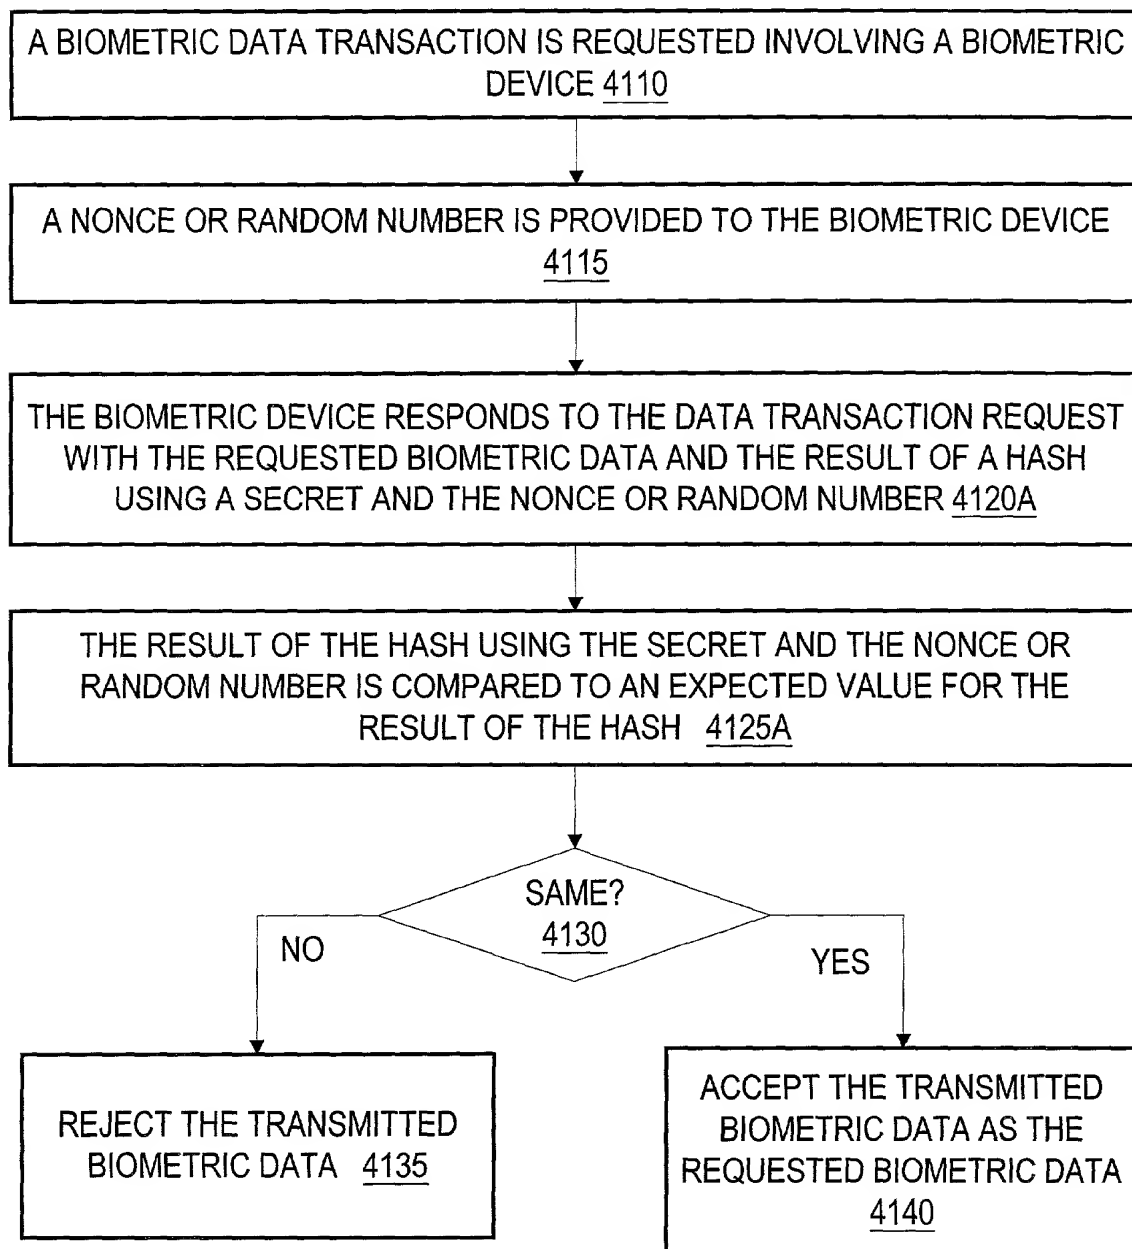 A BIOMETRIC DATA TRANSACTION IS REQUESTED INVOLVING A BIOMETRIC
DEVICE 4110
A NONCE OR RANDOM NUMBER IS PROVIDED TO THE BIOMETRIC DEVICE
4115
THE BIOMETRIC DEVICE RESPONDS TO THE DATA TRANSACTION REQUEST
WITH THE REQUESTED BIOMETRIC DATA AND THE RESULT OF A HASH
USING A SECRET AND THE NONCE OR RANDOM NUMBER 4120A
THE RESULT OF THE HASH USING THE SECRET AND THE NONCE OR
RANDOM NUMBER IS COMPARED TO AN EXPECTED VALUE FOR THE
RESULT OF THE HASH 4125A
SAME?
4130
NO
YES
REJECT THE TRANSMITTED
BIOMETRIC DATA 4135
ACCEPT THE TRANSMITTED
BIOMETRIC DATA AS THE
REQUESTED BIOMETRIC DATA
4140